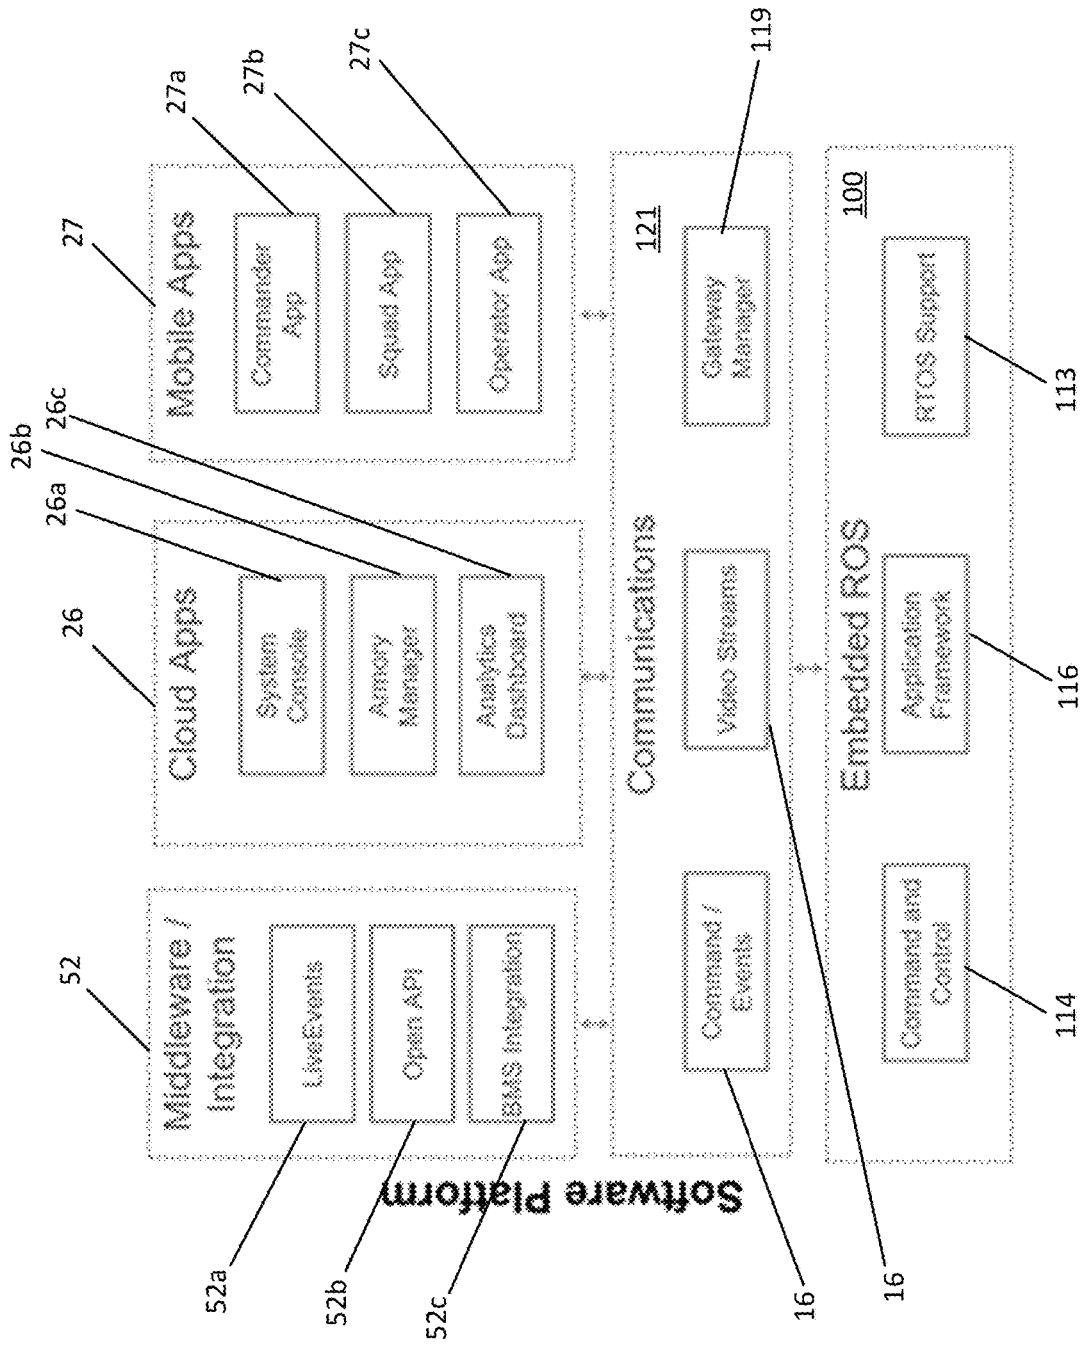 Software Platform
52
Middleware /
Integration
52a
LiveEvents
52b
Open API
52c
BMS Integration
26
Cloud Apps
26a
System
Console
26b
Armory
Manager
26c
Analytics
Dashboard
27
Mobile Apps
27a
Commander
App
27b
Squad App
27c
Operator App
Communications
121
Command /
Events
16
Video Streams
16
Gateway
Manager
119
Embedded ROS
100
Command and
Control
114
Application
Framework
116
RTOS Support
113